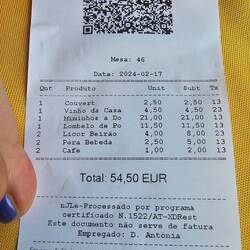 Mesa: 46
Data: 2024-02-17
Qnt Produto Unit Subt Tx
1 Couvert 2,50 2,50 13
1 Vinho da Casa 4,50 4,50 23
1 Miminhos à Do 21,00 21,00 13
1 Lombelo de Po 11,50 11,50 13
2 Licor Beirão 4,00 8,00 23
2 Pera Bebeda 2,50 5,00 13
2 Cafe 1,00 2,00 13
Total: 54,50 EUR
nJLs-Processado por programa
certificado N.1522/AT-XDRest
Este documento não serve de fatura
Empregado: D. Antonia